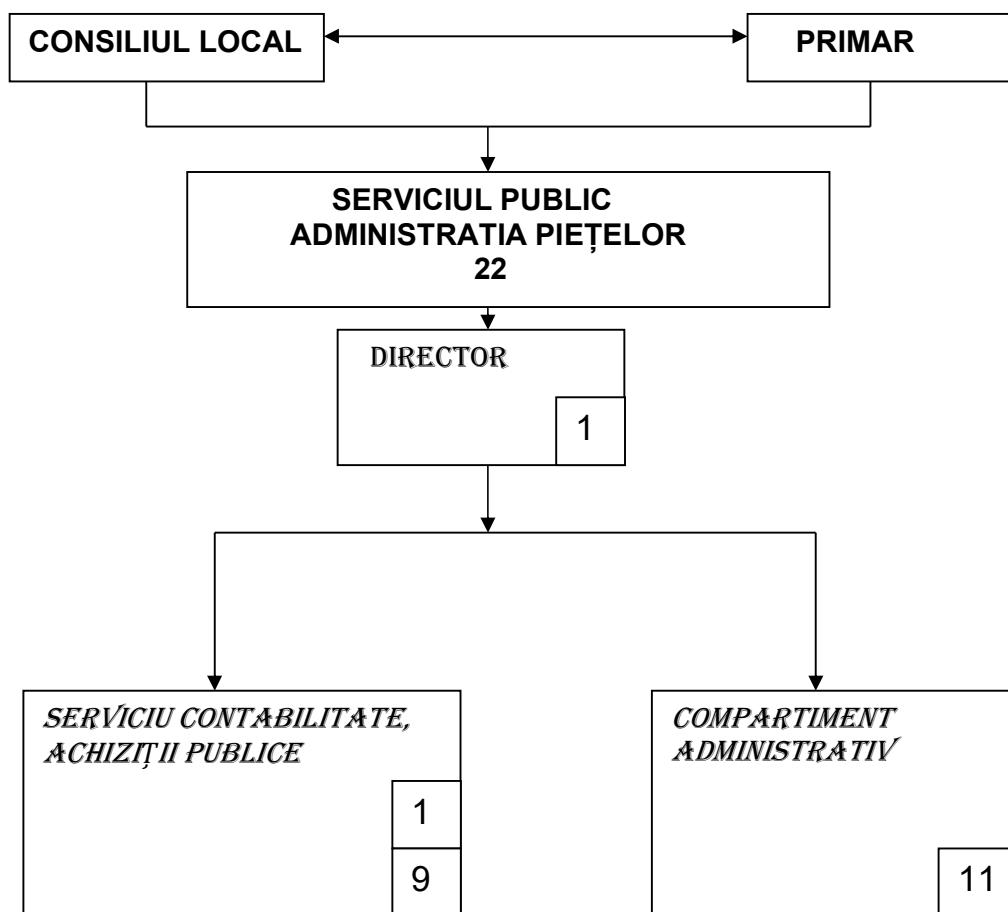 CONSILIUL LOCAL
PRIMAR
SERVICIUL PUBLIC
ADMINISTRATIA PIEȚELOR
22
DIRECTOR
1
SERVICIU CONTABILITATE,
ACHIZIȚII PUBLICE
1
9
COMPARTIMENT
ADMINISTRATIV
11